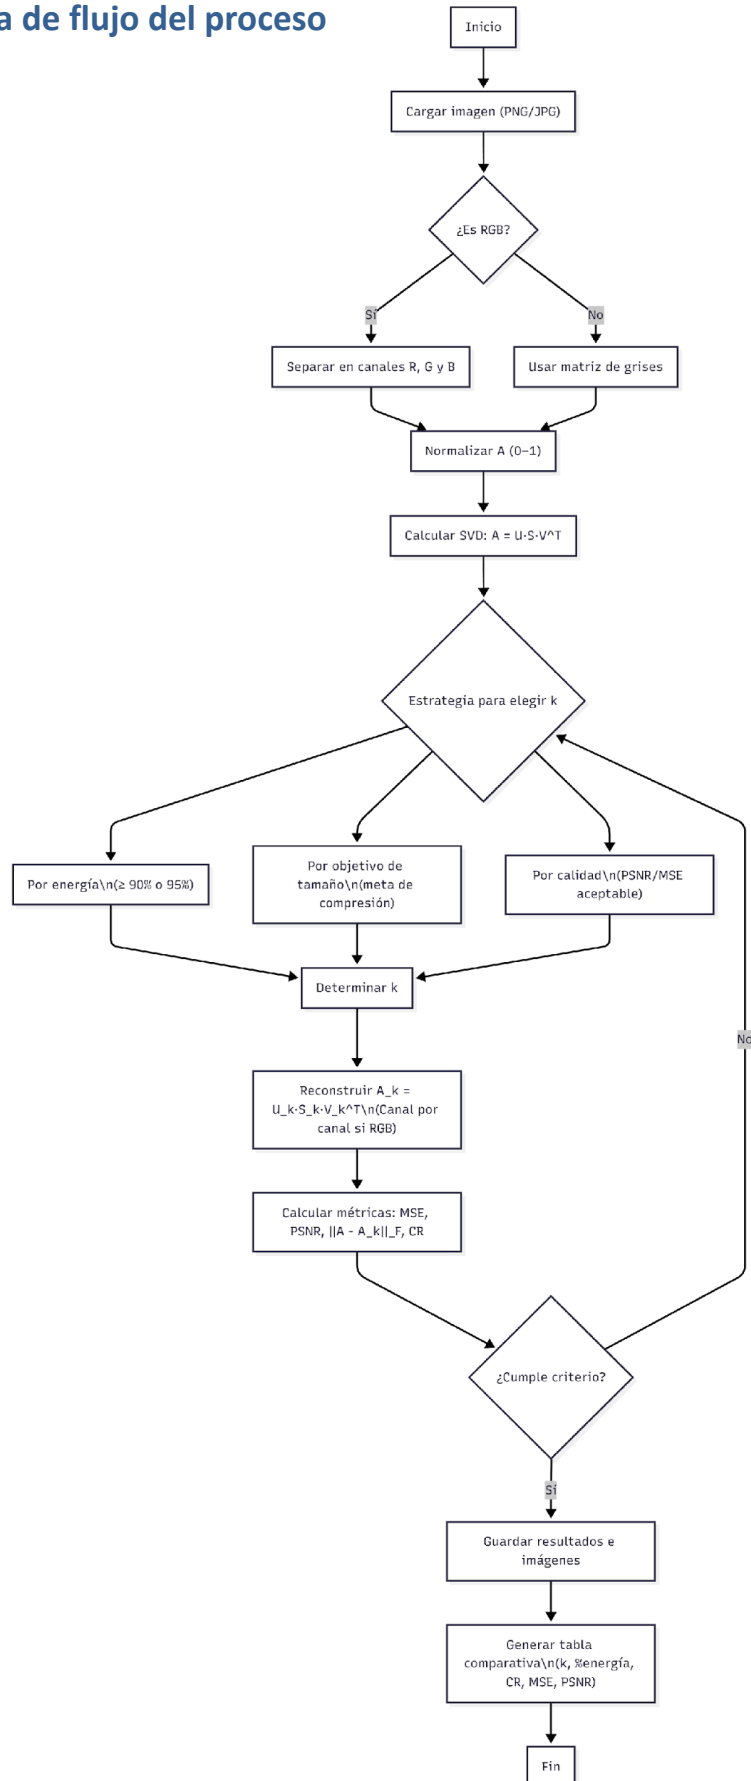 a de flujo del proceso
Inicio
Cargar imagen (PNG/JPG)
¿Es RGB?
Sí
No
Separar en canales R, G y B
Usar matriz de grises
Normalizar A (0–1)
Calcular SVD: A = U·S·V^T
Estrategia para elegir k
Por energía\n(≥ 90% o 95%)
Por objetivo de
tamaño\n(meta de
compresión)
Por calidad\n(PSNR/MSE
aceptable)
Determinar k
No
Reconstruir A_k =
U_k·S_k·V_k^T\n(Canal por
canal si RGB)
Calcular métricas: MSE,
PSNR, ||A - A_k||_F, CR
¿Cumple criterio?
Sí
Guardar resultados e
imágenes
Generar tabla
comparativa\n(k, %energía,
CR, MSE, PSNR)
Fin